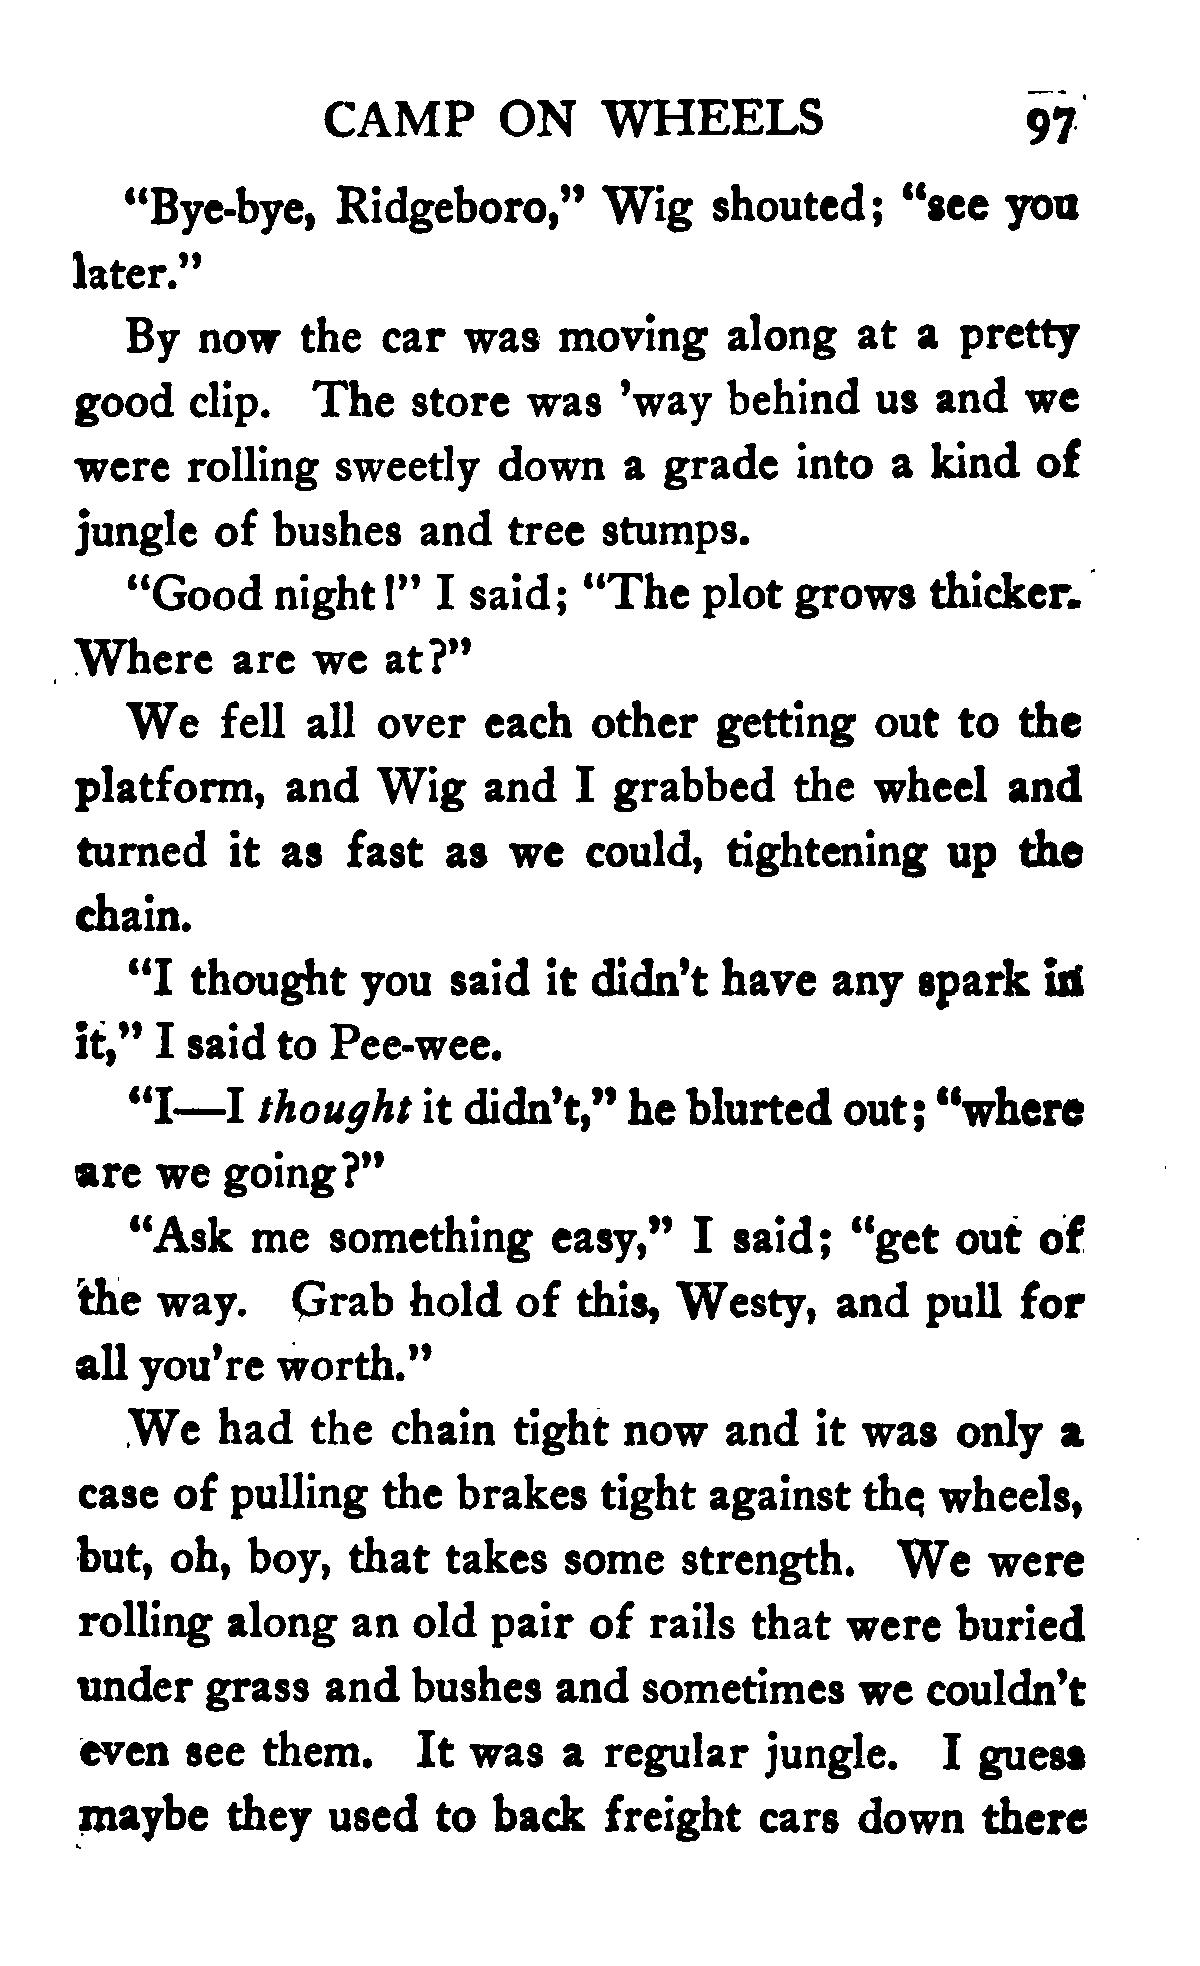 CAMP ON WHEELS 97
"Bye-bye, Ridgeboro," Wig shouted; "see you
later."
By now the car was moving along at a pretty
good clip. The store was 'way behind us and we
were rolling sweetly down a grade into a kind of
jungle of bushes and tree stumps.
"Good night!" I said; "The plot grows thicker.
Where are we at?"
We fell all over each other getting out to the
platform, and Wig and I grabbed the wheel and
turned it as fast as we could, tightening up the
chain.
"I thought you said it didn't have any spark in
it," I said to Pee-wee.
"I—I thought it didn't," he blurted out; "where
are we going?"
"Ask me something easy," I said; "get out of
the way. Grab hold of this, Westy, and pull for
all you're worth."
We had the chain tight now and it was only a
case of pulling the brakes tight against the wheels,
but, oh, boy, that takes some strength. We were
rolling along an old pair of rails that were buried
under grass and bushes and sometimes we couldn't
even see them. It was a regular jungle. I guess
maybe they used to back freight cars down there